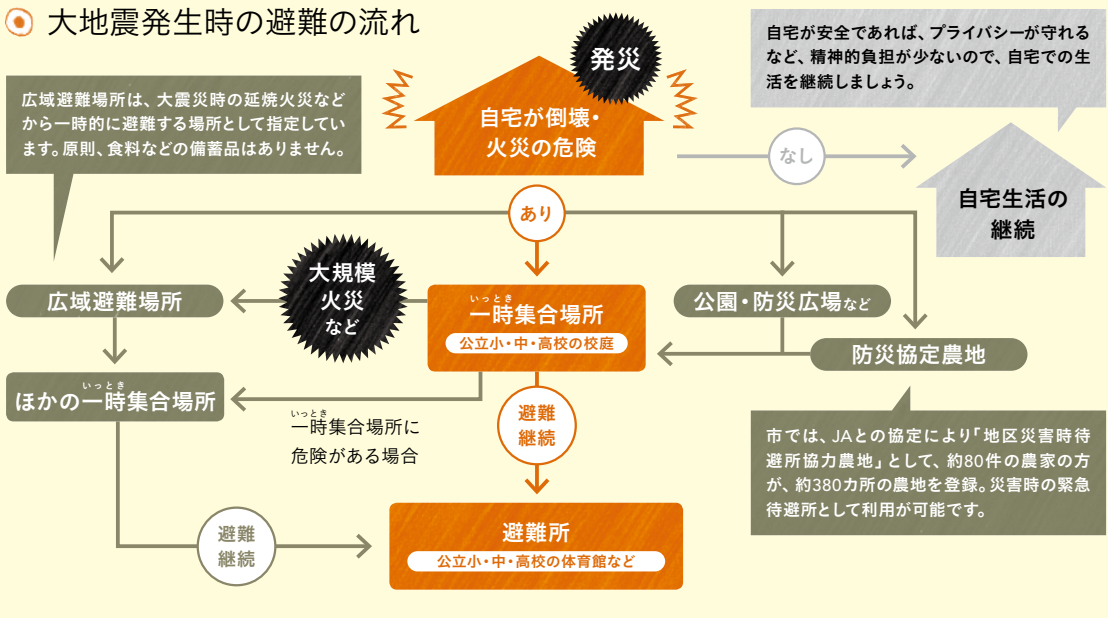 大地震発生時の避難の流れ
発災
自宅が倒壊・
火災の危険
自宅が安全であれば、プライバシーが守れる
など、精神的負担が少ないので、自宅での生
活を継続しましょう。
広域避難場所は、大震災時の延焼火災など
から一時的に避難する場所として指定してい
ます。原則、食料などの備蓄品はありません。
なし
自宅生活の
継続
あり
広域避難場所
大規模
火災
など
いっとき
一時集合場所
公立小・中・高校の校庭
公園・防災広場など
防災協定農地
いっとき
ほかの一時集合場所
いっとき
一時集合場所に
危険がある場合
避難
継続
市では、JAとの協定により「地区災害時待
避所協力農地」として、約80件の農家の方
が、約380カ所の農地を登録。災害時の緊急
待避所として利用が可能です。
避難
継続
避難所
公立小・中・高校の体育館など